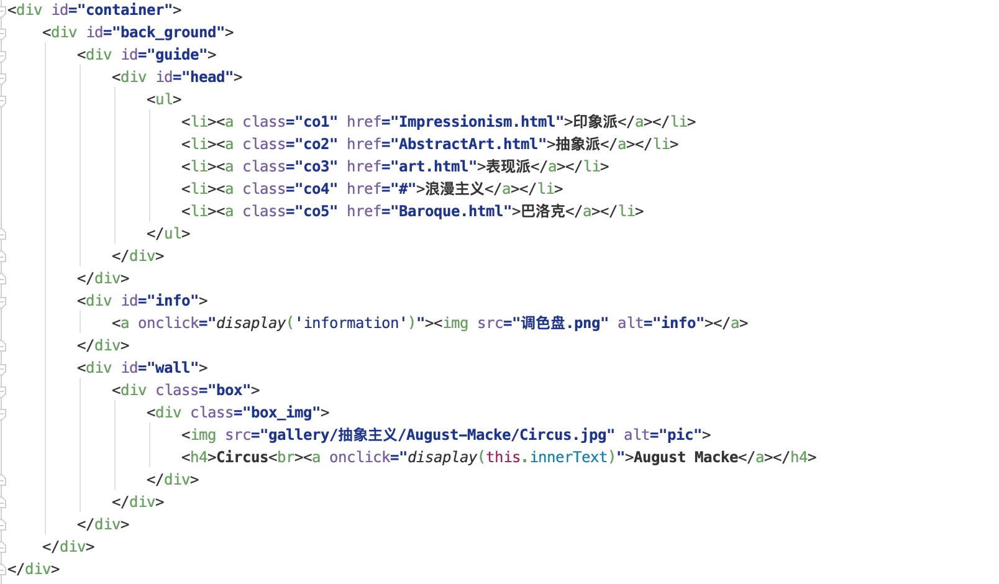 <div id="container">
    <div id="back_ground">
        <div id="guide">
            <div id="head">
                <ul>
                    <li><a class="co1" href="Impressionism.html">印象派</a></li>
                    <li><a class="co2" href="AbstractArt.html">抽象派</a></li>
                    <li><a class="co3" href="art.html">表现派</a></li>
                    <li><a class="co4" href="#">浪漫主义</a></li>
                    <li><a class="co5" href="Baroque.html">巴洛克</a></li>
                </ul>
            </div>
        </div>
        <div id="info">
            <a onclick="disaplay('information')"><img src="调色盘.png" alt="info"></a>
        </div>
        <div id="wall">
            <div class="box">
                <div class="box_img">
                    <img src="gallery/抽象主义/August-Macke/Circus.jpg" alt="pic">
                    <h4>Circus<br><a onclick="disaplay(this.innerText)">August Macke</a></h4>
                </div>
            </div>
        </div>
    </div>
</div>